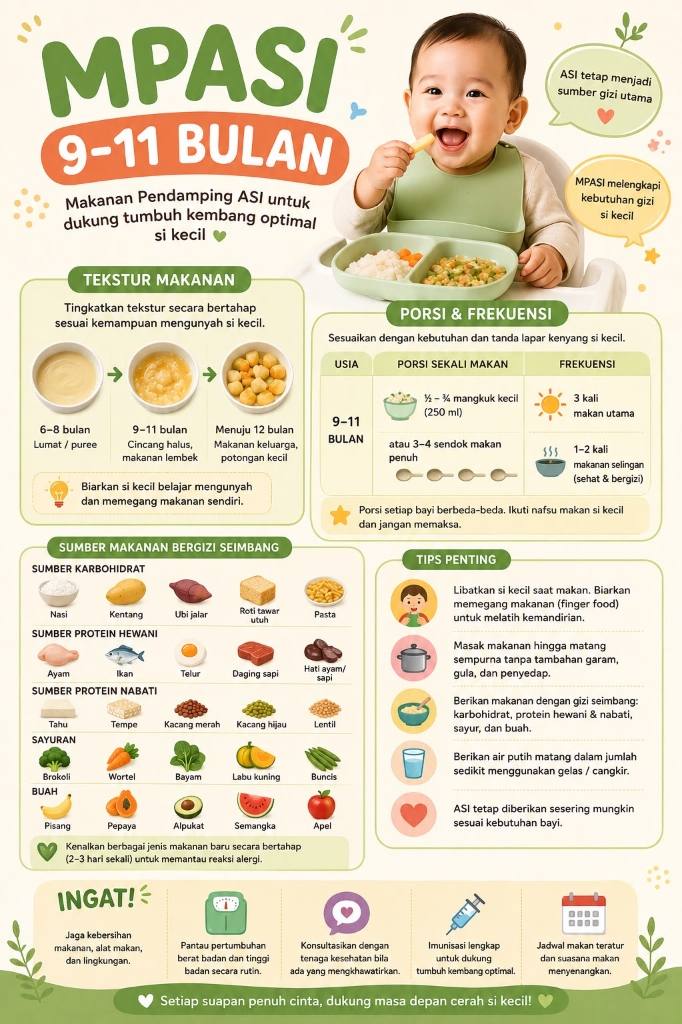 MPASI
9-11 BULAN
Makanan Pendamping ASI untuk
dukung tumbuh kembang optimal
si kecil
ASI tetap menjadi
sumber gizi utama
MPASI melengkapi
kebutuhan gizi
si kecil
TEKSTUR MAKANAN
Tingkatkan tekstur secara bertahap
sesuai kemampuan mengunyah si kecil.
6–8 bulan
Lumat / puree
9–11 bulan
Cincang halus,
makanan lembek
Menuju 12 bulan
Makanan keluarga,
potongan kecil
Biarkan si kecil belajar mengunyah
dan memegang makanan sendiri.
PORSI & FREKUENSI
Sesuaikan dengan kebutuhan dan tanda lapar kenyang si kecil.
USIA
PORSI SEKALI MAKAN
FREKUENSI
9–11
BULAN
½ – ¾ mangkuk kecil
(250 ml)
atau 3–4 sendok makan
penuh
3 kali
makan utama
1–2 kali
makanan selingan
(sehat & bergizi)
Porsi setiap bayi berbeda-beda. Ikuti nafsu makan si kecil
dan jangan memaksa.
SUMBER MAKANAN BERGIZI SEIMBANG
SUMBER KARBOHIDRAT
Nasi
Kentang
Ubi jalar
Roti tawar
utuh
Pasta
SUMBER PROTEIN HEWANI
Ayam
Ikan
Telur
Daging sapi
Hati ayam/
sapi
SUMBER PROTEIN NABATI
Tahu
Tempe
Kacang merah
Kacang hijau
Lentil
SAYURAN
Brokoli
Wortel
Bayam
Labu kuning
Buncis
BUAH
Pisang
Pepaya
Alpukat
Semangka
Apel
Kenalkan berbagai jenis makanan baru secara bertahap
(2–3 hari sekali) untuk memantau reaksi alergi.
TIPS PENTING
Libatkan si kecil saat makan. Biarkan
memegang makanan (finger food)
untuk melatih kemandirian.
Masak makanan hingga matang
sempurna tanpa tambahan garam,
gula, dan penyedap.
Berikan makanan dengan gizi seimbang:
karbohidrat, protein hewani & nabati,
sayur, dan buah.
Berikan air putih matang dalam jumlah
sedikit menggunakan gelas / cangkir.
ASI tetap diberikan sesering mungkin
sesuai kebutuhan bayi.
INGAT!
Jaga kebersihan
makanan, alat makan,
dan lingkungan.
Pantau pertumbuhan
berat badan dan tinggi
badan secara rutin.
Konsultasikan dengan
tenaga kesehatan bila
ada yang mengkhawatirkan.
Imunisasi lengkap
untuk dukung
tumbuh kembang optimal.
Jadwal makan teratur
dan suasana makan
menyenangkan.
Setiap suapan penuh cinta, dukung masa depan cerah si kecil!